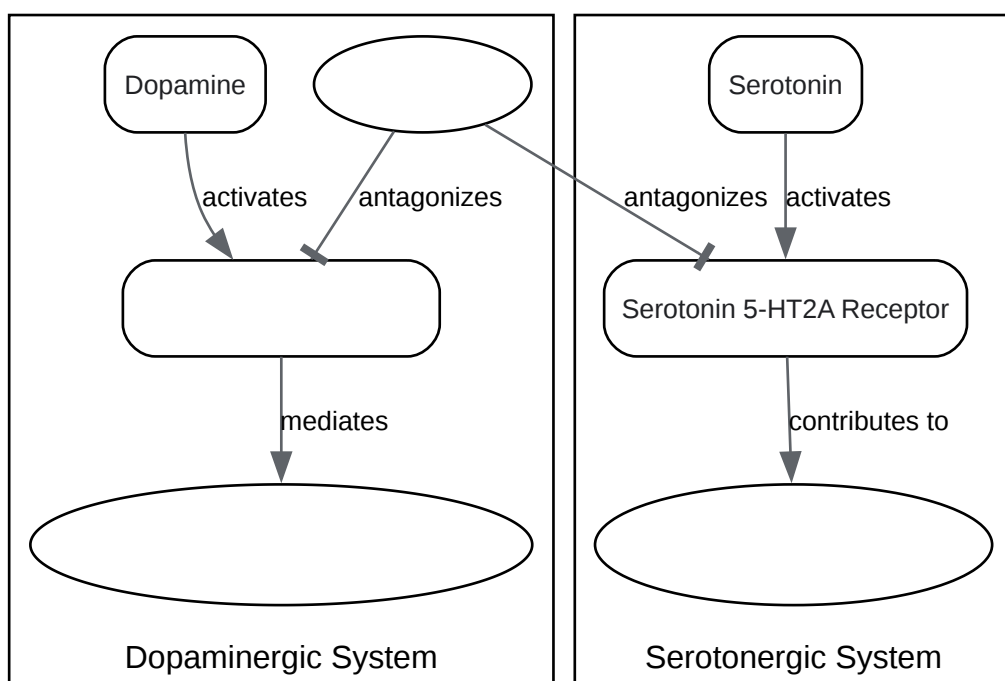 Dopamine
Serotonin
activates
antagonizes
antagonizes
activates
Serotonin 5-HT2A Receptor
mediates
contributes to
Dopaminergic System
Serotonergic System